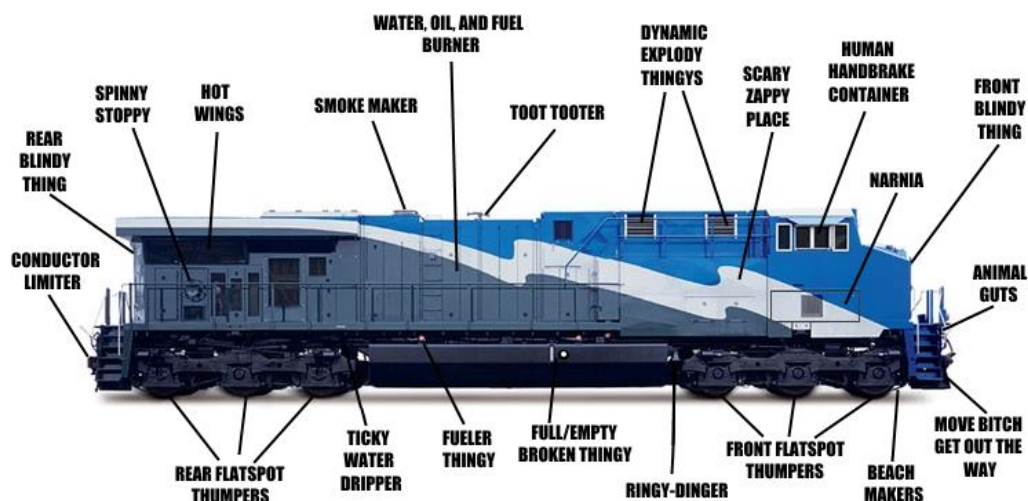 WATER, OIL, AND FUEL
BURNER
DYNAMIC
EXPLODY
THINGYS
HUMAN
HANDBRAKE
CONTAINER
SPINNY
STOPPY
HOT
WINGS
SMOKE MAKER
TOOT TOOTER
SCARY
ZAPPY
PLACE
FRONT
BLINDY
THING
REAR
BLINDY
THING
NARNIA
CONDUCTOR
LIMITER
ANIMAL
GUTS
REAR FLATSPOT
THUMPERS
TICKY
WATER
DRIPPER
FUELER
THINGY
FULL/EMPTY
BROKEN THINGY
RINGY-DINGER
FRONT FLATSPOT
THUMPERS
BEACH
MAKERS
MOVE BITCH
GET OUT THE
WAY